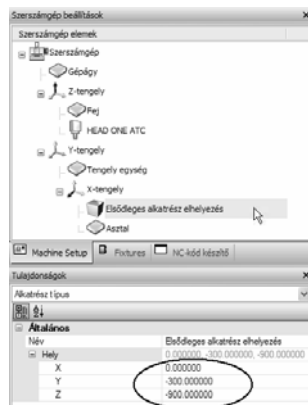 Szerszámgép beállítások
Szerszámgép elemek
Szerszámgép
Gépágy
Z-tengely
Fej
HEAD ONE ATC
Y-tengely
Tengely egység
X-tengely
Elsődleges alkatrész elhelyezés
Asztal
Machine Setup Fixtures NC-kód készítő
Tulajdonságok
Alkatrész típus
Általános
Név Elsődleges alkatrész elhelyezés
Hely 0.000000, -300.000000, -900.000000
X 0.000000
Y -300.000000
Z -900.000000